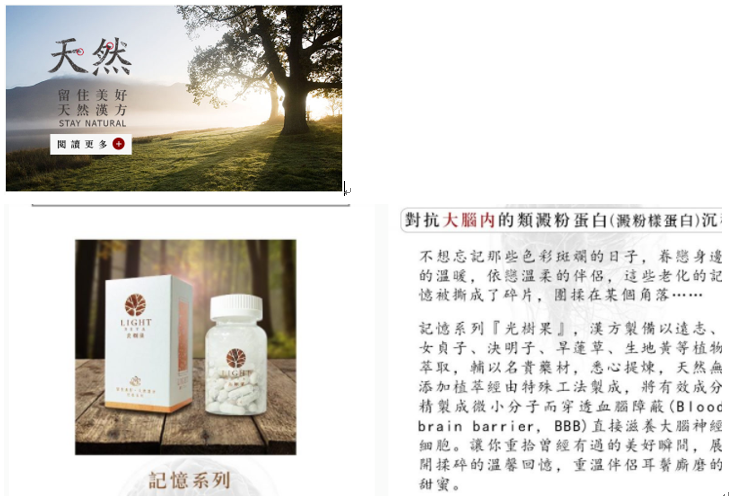 天然
留住美好
天然漢方
STAY NATURAL
閱讀更多
對抗大腦內的類澱粉蛋白(澱粉樣蛋白)沉
不想忘記那些色彩斑斕的日子，眷戀身邊
的溫暖，依戀溫柔的伴侶，這些老化的記
憶被撕成了碎片，團揉在某個角落……
記憶系列『光樹果』，漢方製備以遠志、
女貞子、決明子、旱蓮草、生地黃等植物
萃取，輔以名貴藥材，悉心提煉，天然無
添加植萃經由特殊工法製成，將有效成分
精製成微小分子而穿透血腦障蔽(Blood
brain barrier, BBB)直接滋養大腦神經
細胞。讓你重拾曾經有過的美好瞬間，展
開揉碎的溫馨回憶，重溫伴侶耳鬢廝磨的
甜蜜。
LIGHT
LIGHT
記憶系列